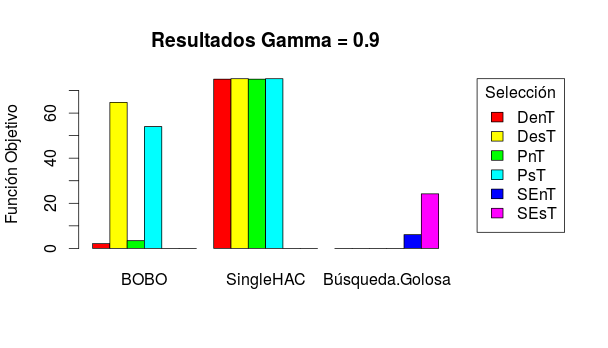 Resultados Gamma = 0.9
Función Objetivo
60
40
20
0
BOBO
SingleHAC
Búsqueda.Golosa
Selección
DenT
DesT
PnT
PsT
SEnT
SEsT